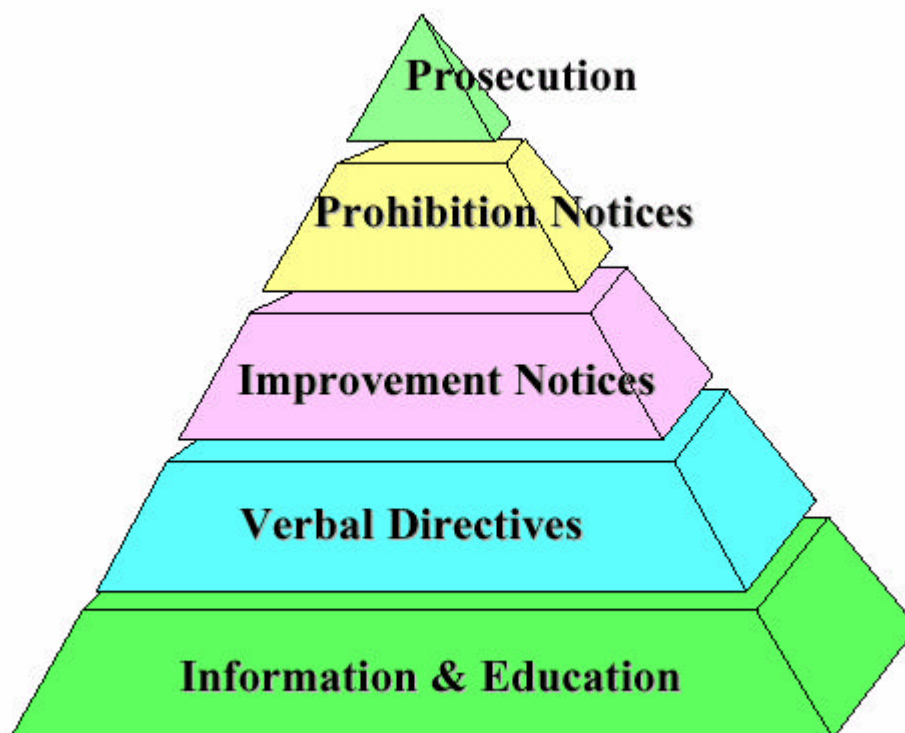 Prosecution
Prohibition Notices
Improvement Notices
Verbal Directives
Information & Education